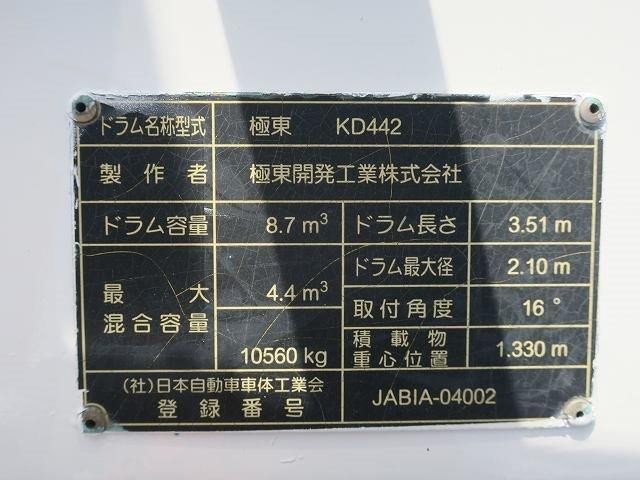 ドラム名称型式 極東 KD442
製作者 極東開発工業株式会社
ドラム容量 8.7 m³ ドラム長さ 3.51 m
ドラム最大径 2.10 m
最大混合容量 4.4 m³ 10560 kg
取付角度 16°
積載物重心位置 1.330 m
(社)日本自動車車体工業会
登録番号 JABIA-04002